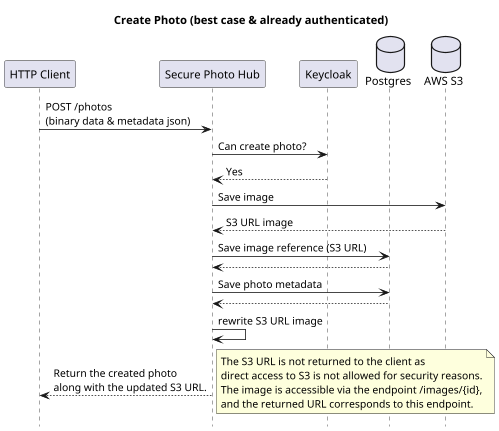 Create Photo (best case & already authenticated)
HTTP Client
Secure Photo Hub
Keycloak
Postgres
AWS S3
POST /photos
(binary data & metadata json)
Can create photo?
Yes
Save image
S3 URL image
Save image reference (S3 URL)
Save photo metadata
rewrite S3 URL image
Return the created photo
along with the updated S3 URL.
The S3 URL is not returned to the client as
direct access to S3 is not allowed for security reasons.
The image is accessible via the endpoint /images/{id},
and the returned URL corresponds to this endpoint.